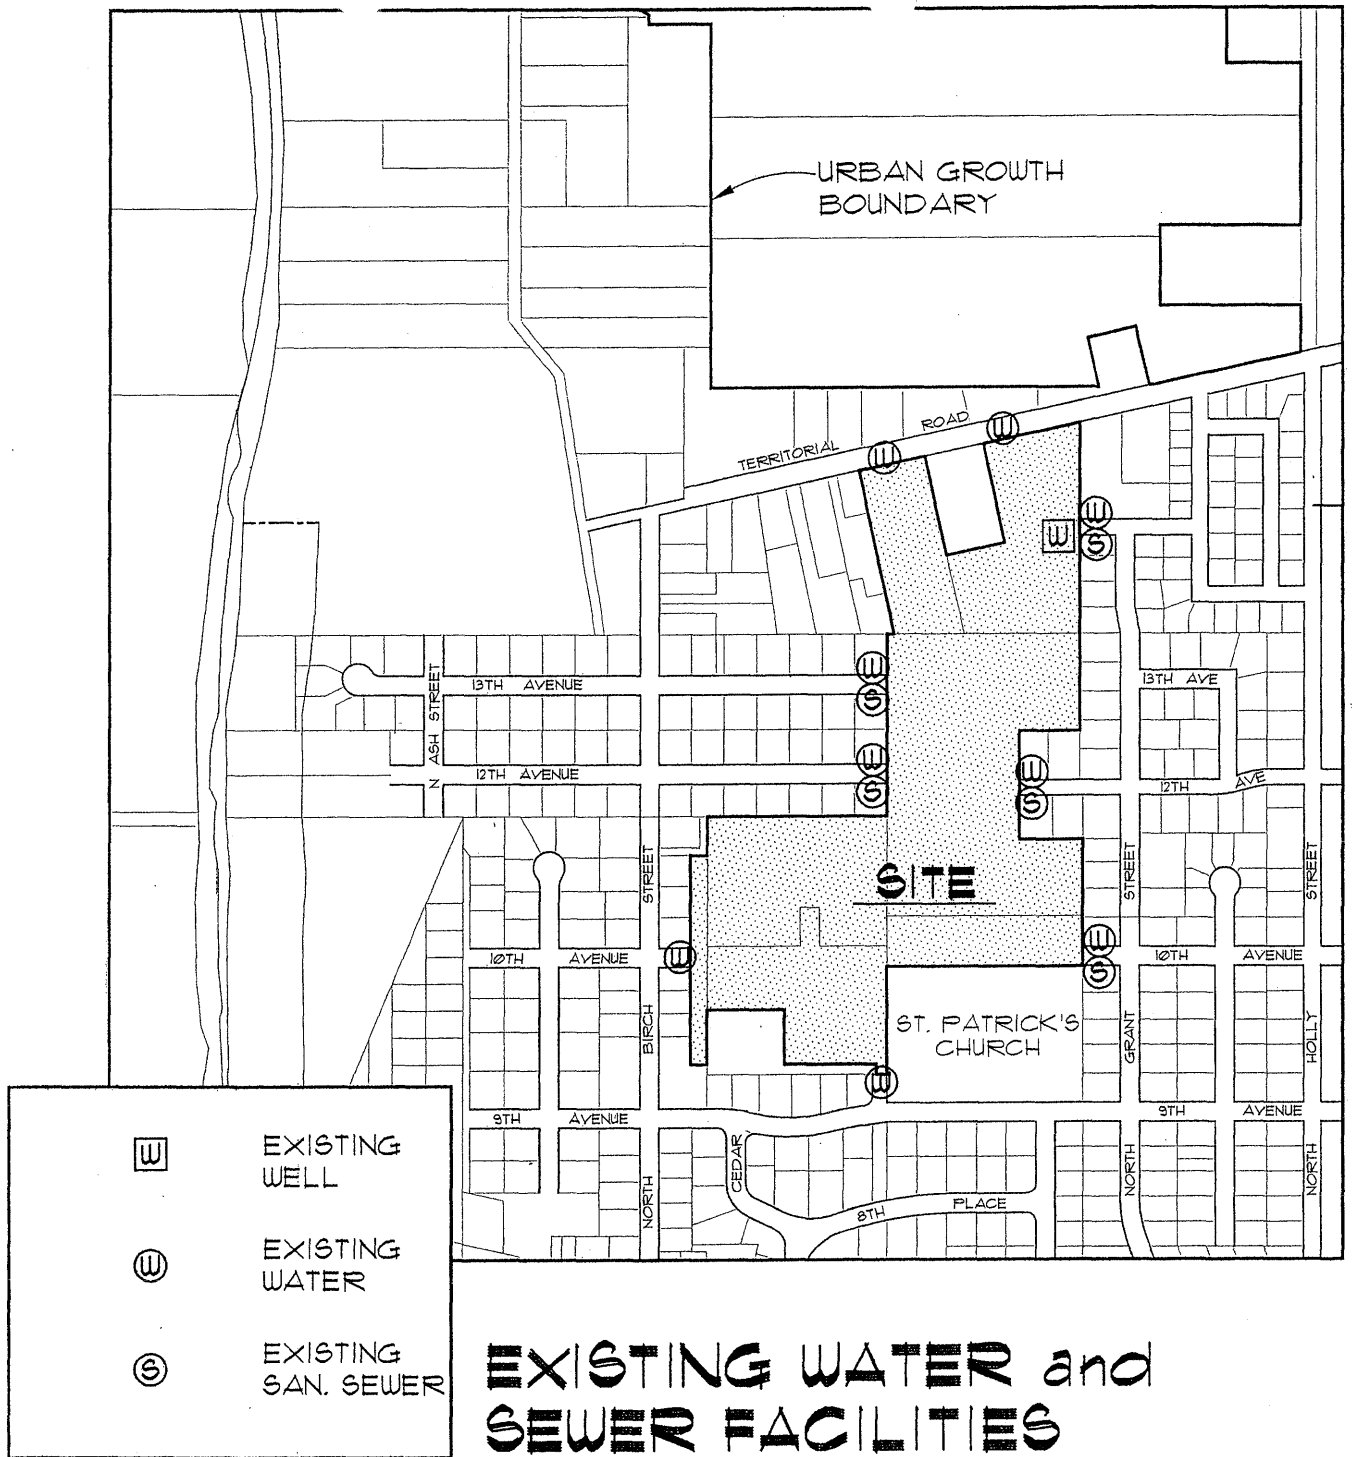 URBAN GROWTH
BOUNDARY
TERRITORIAL ROAD
W
W
W
W
S
W
S
13TH AVENUE
N ASH STREET
13TH AVE
W
S
12TH AVENUE
W
S
12TH AVE
SITE
STREET
STREET
STREET
W
S
10TH AVENUE
W
10TH AVENUE
BIRCH
ST. PATRICK'S
CHURCH
GRANT
HOLLY
W
9TH AVENUE
9TH AVENUE
CEDAR
NORTH
8TH PLACE
NORTH
NORTH
W EXISTING
WELL
W EXISTING
WATER
S EXISTING
SAN. SEWER
EXISTING WATER and
SEWER FACILITIES